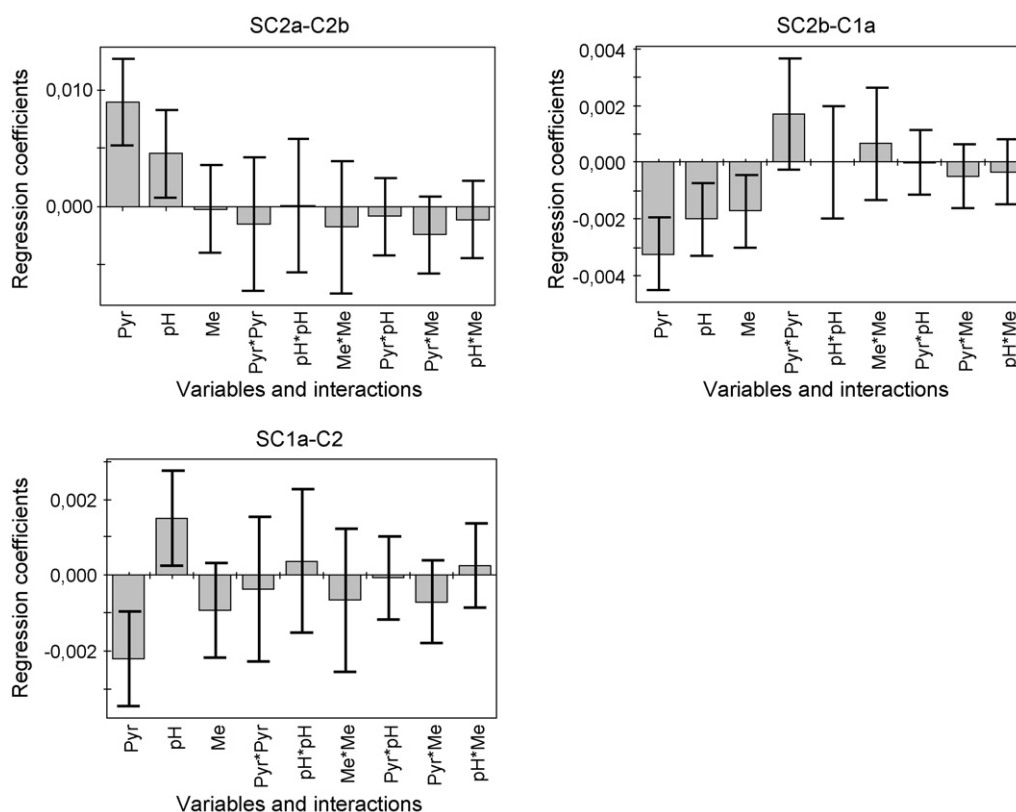 SC2a-C2b
Regression coefficients
0,010
0,000
Pyr
pH
Me
Pyr*Pyr
pH*pH
Me*Me
Pyr*pH
Pyr*Me
pH*Me
Variables and interactions
SC2b-C1a
Regression coefficients
0,004
0,002
0,000
-0,002
-0,004
Pyr
pH
Me
Pyr*Pyr
pH*pH
Me*Me
Pyr*pH
Pyr*Me
pH*Me
Variables and interactions
SC1a-C2
Regression coefficients
0,002
0,000
-0,002
Pyr
pH
Me
Pyr*Pyr
pH*pH
Me*Me
Pyr*pH
Pyr*Me
pH*Me
Variables and interactions